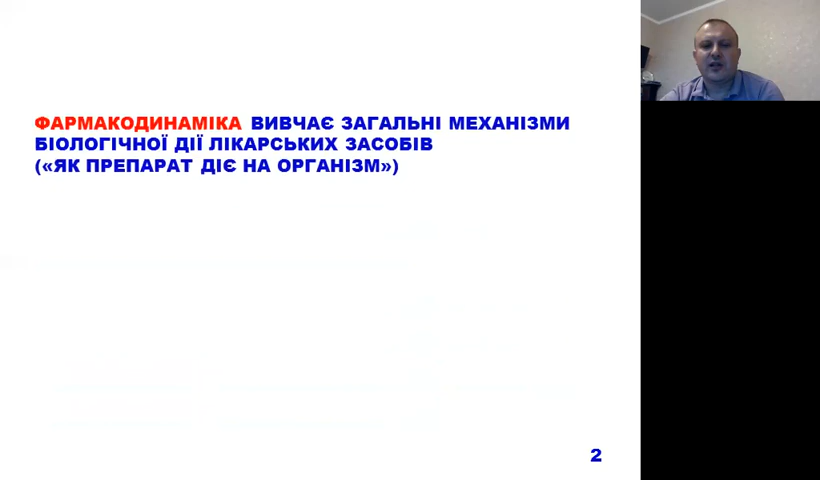 ФАРМАКОДИНАМІКА ВИВЧАЄ ЗАГАЛЬНІ МЕХАНІЗМИ
БІОЛОГІЧНОЇ ДІЇ ЛІКАРСЬКИХ ЗАСОБІВ
(«ЯК ПРЕПАРАТ ДІЄ НА ОРГАНІЗМ»)
2